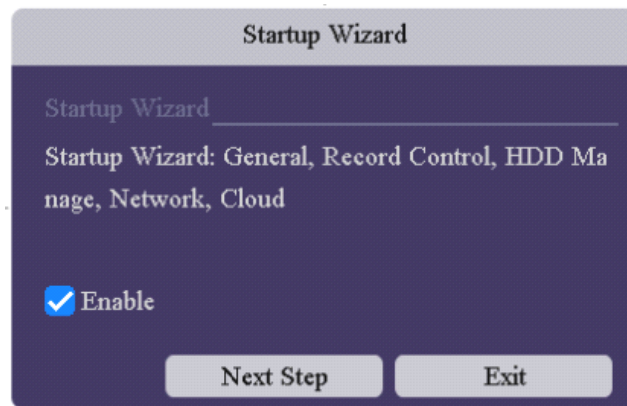 Startup Wizard
Startup Wizard
Startup Wizard: General, Record Control, HDD Ma
nage, Network, Cloud
Enable
Next Step
Exit